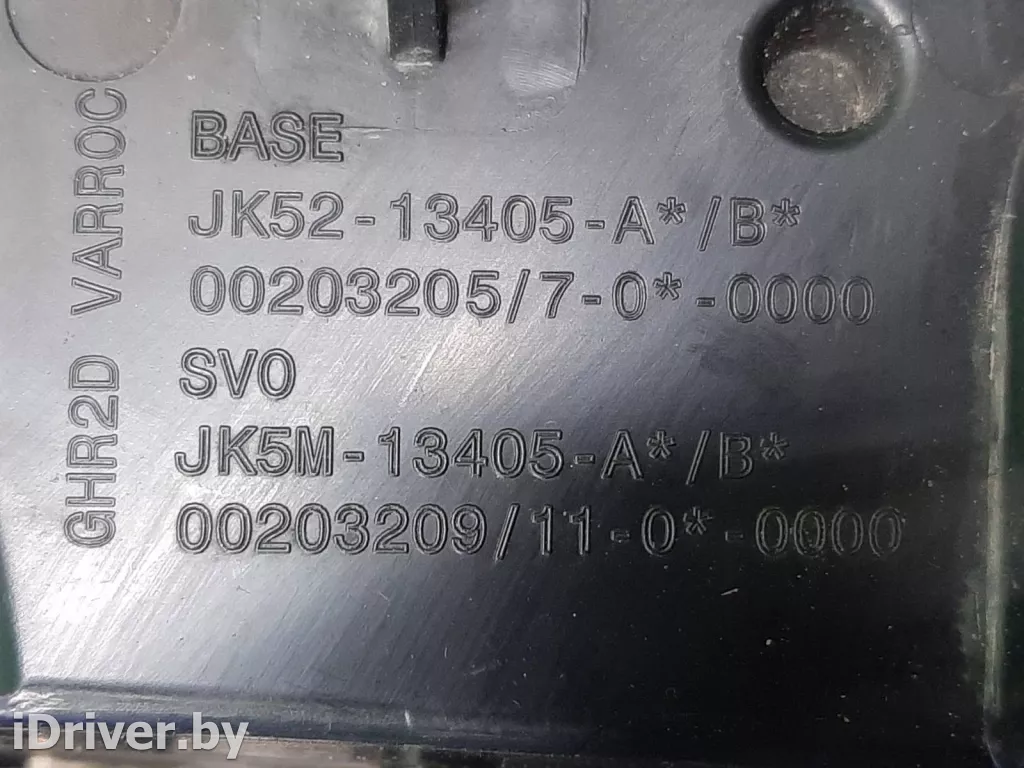 BASE
JK52-13405-A*/B*
00203205/7-0*-0000
SVO
JK5M-13405-A*/B*
00203209/11-0*-0000
GHR2D VARROC
iDriver.by